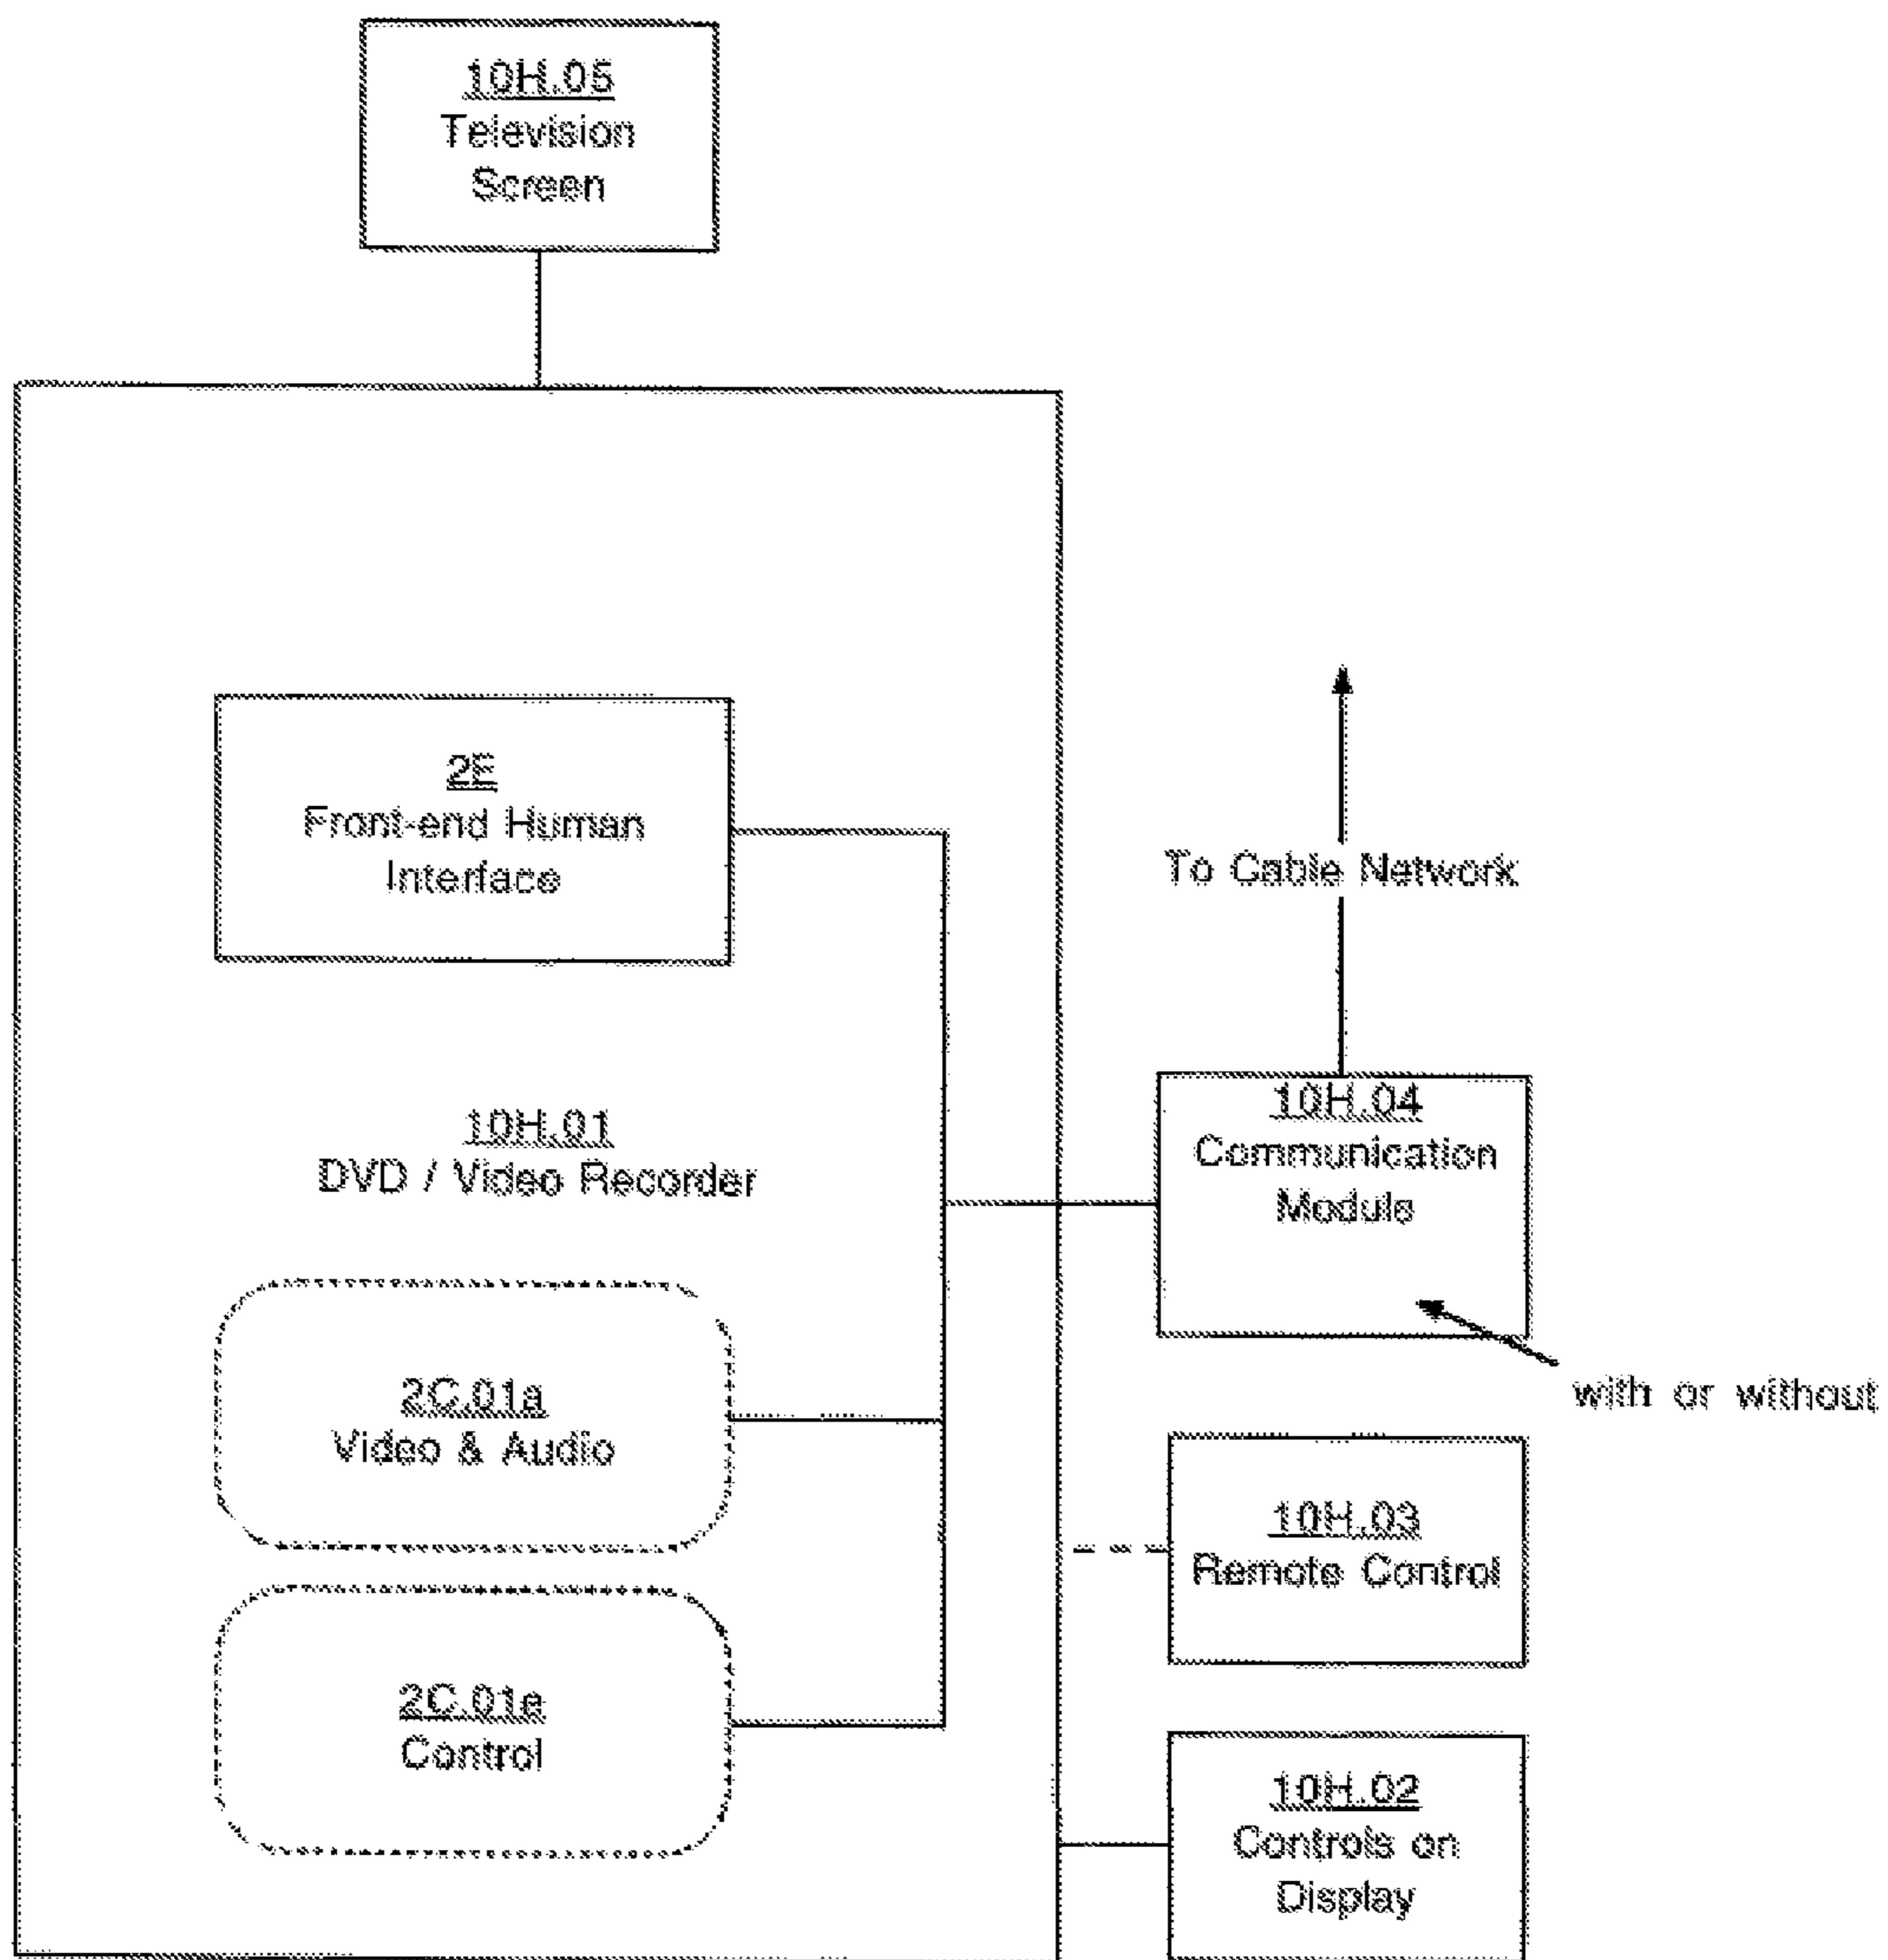 10H.05
Television
Screen
2E
Front-end Human
Interface
To Cable Network
10H.01
DVD / Video Recorder
10H.04
Communication
Module
with or without
2C.01a
Video & Audio
10H.03
Remote Control
2C.01e
Control
10H.02
Controls on
Display